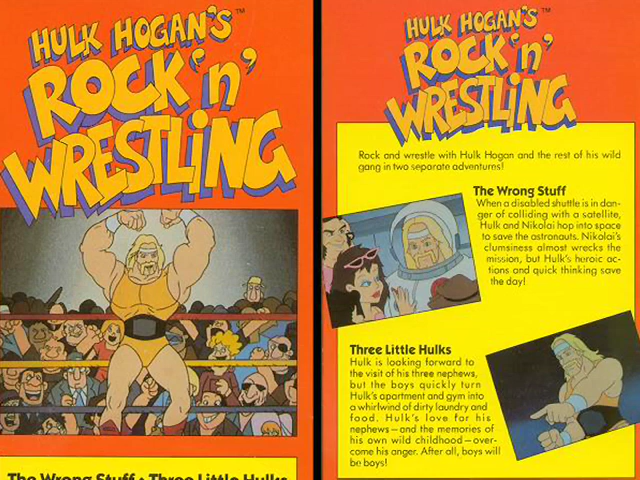 HULK HOGAN'S™
ROCK 'n'
WRESTLING
The Wrong Stuff • Three Little Hulks
HULK HOGAN'S™
ROCK 'n'
WRESTLING
Rock and wrestle with Hulk Hogan and the rest of his wild
gang in two separate adventures!
The Wrong Stuff
When a disabled shuttle is in dan-
ger of colliding with a satellite,
Hulk and Nikolai hop into space
to save the astronauts. Nikolai's
clumsiness almost wrecks the
mission, but Hulk's heroic ac-
tions and quick thinking save
the day!
Three Little Hulks
Hulk is looking forward to
the visit of his three nephews,
but the boys quickly turn
Hulk's apartment and gym into
a whirlwind of dirty laundry and
food. Hulk's love for his
nephews—and the memories of
his own wild childhood—over-
come his anger. After all, boys will
be boys!